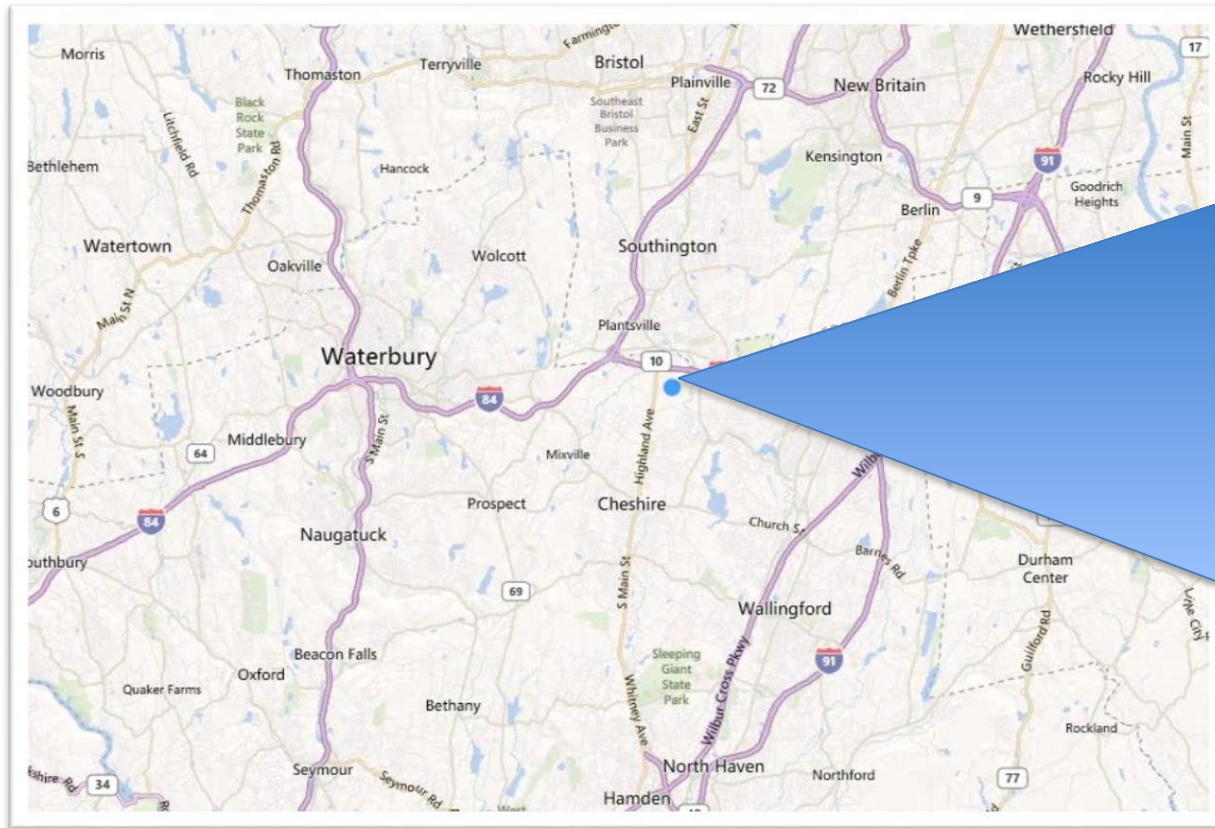 Morris
Thomaston
Terryville
Farmington
Bristol
Plainville
72
New Britain
Wethersfield
17
Rocky Hill
Black
Rock
State
Park
Litchfield Rd
Thomaston Rd
Southeast
Bristol
Business
Park
East St
Main St
Bethlehem
Hancock
Kensington
91
Goodrich
Heights
9
Berlin
Watertown
Oakville
Wolcott
Southington
Berlin Tpke
Main St N
Plantsville
Waterbury
10
Woodbury
84
Main St S
Middlebury
64
S Main St
Mixville
Highland Ave
6
84
Prospect
Cheshire
Naugatuck
Church St
Barnes Rd
Durham
Center
69
S Main St
Wallingford
Guilford Rd
Beacon Falls
Oxford
Quaker Farms
Bethany
Sleeping
Giant
State
Park
Whitney Ave
Wilbur Cross Pkwy
91
Rockland
Seymour
Seymour Rd
North Haven
Northford
77
34
Hamden
West